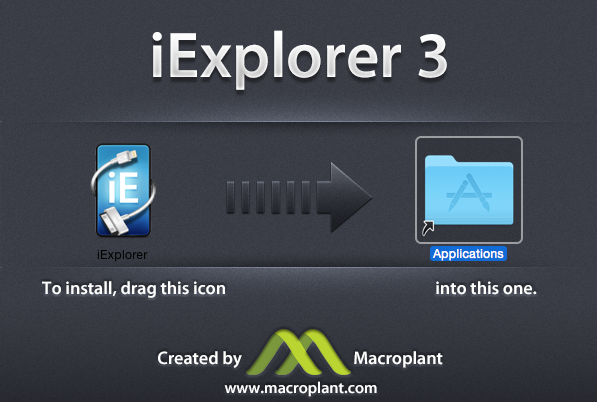 iExplorer 3
iE
iExplorer
Applications
To install, drag this icon
into this one.
Created by Macroplant
www.macroplant.com